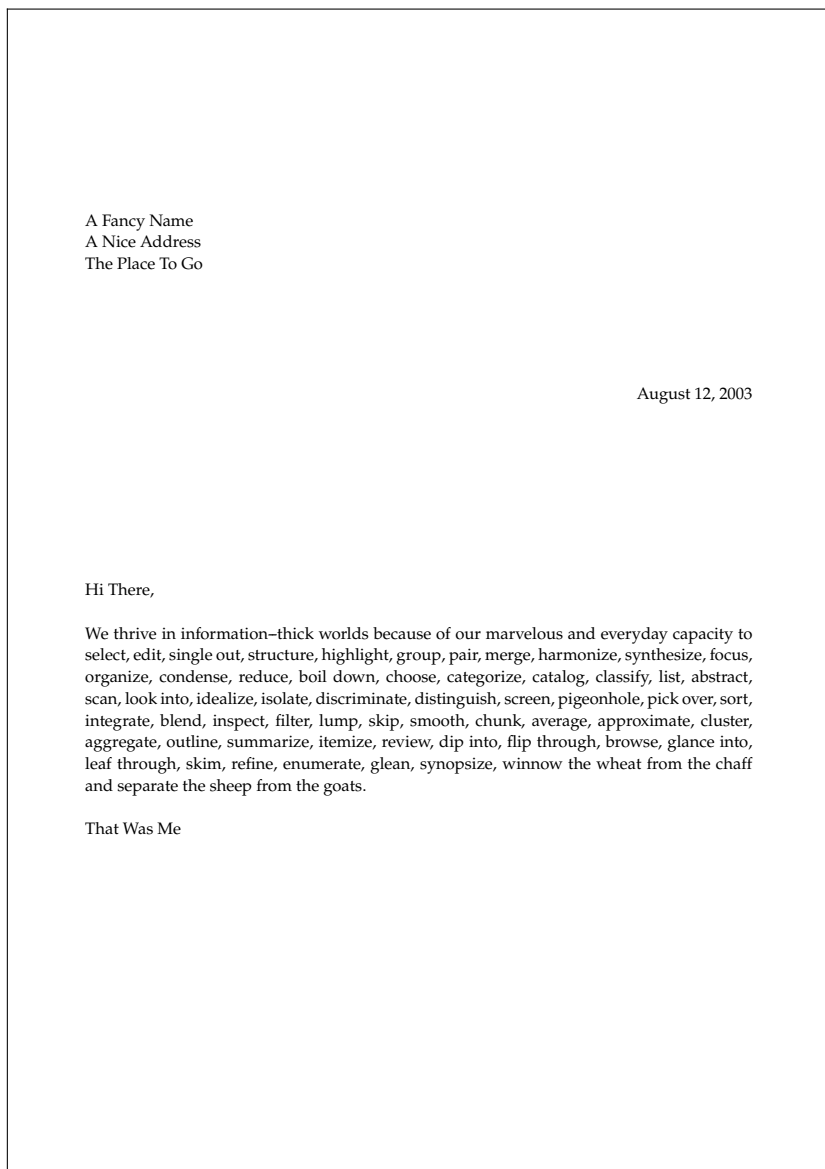 A Fancy Name
A Nice Address
The Place To Go
August 12, 2003
Hi There,
We thrive in information–thick worlds because of our marvelous and everyday capacity to
select, edit, single out, structure, highlight, group, pair, merge, harmonize, synthesize, focus,
organize, condense, reduce, boil down, choose, categorize, catalog, classify, list, abstract,
scan, look into, idealize, isolate, discriminate, distinguish, screen, pigeonhole, pick over, sort,
integrate, blend, inspect, filter, lump, skip, smooth, chunk, average, approximate, cluster,
aggregate, outline, summarize, itemize, review, dip into, flip through, browse, glance into,
leaf through, skim, refine, enumerate, glean, synopsize, winnow the wheat from the chaff
and separate the sheep from the goats.
That Was Me